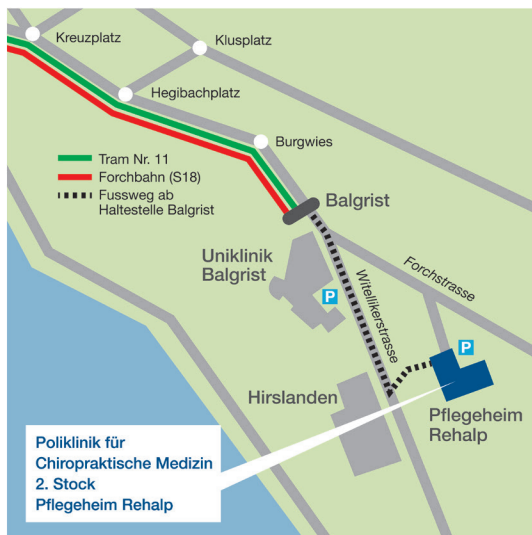 Kreuzplatz
Klusplatz
Hegibachplatz
Burgwies
Tram Nr. 11
Forchbahn (S18)
Fussweg ab
Haltestelle Balgrist
Balgrist
Uniklinik
Balgrist
P
Forchstrasse
Witellikerstrasse
P
Hirslanden
Pflegeheim
Rehalp
Poliklinik für
Chiropraktische Medizin
2. Stock
Pflegeheim Rehalp